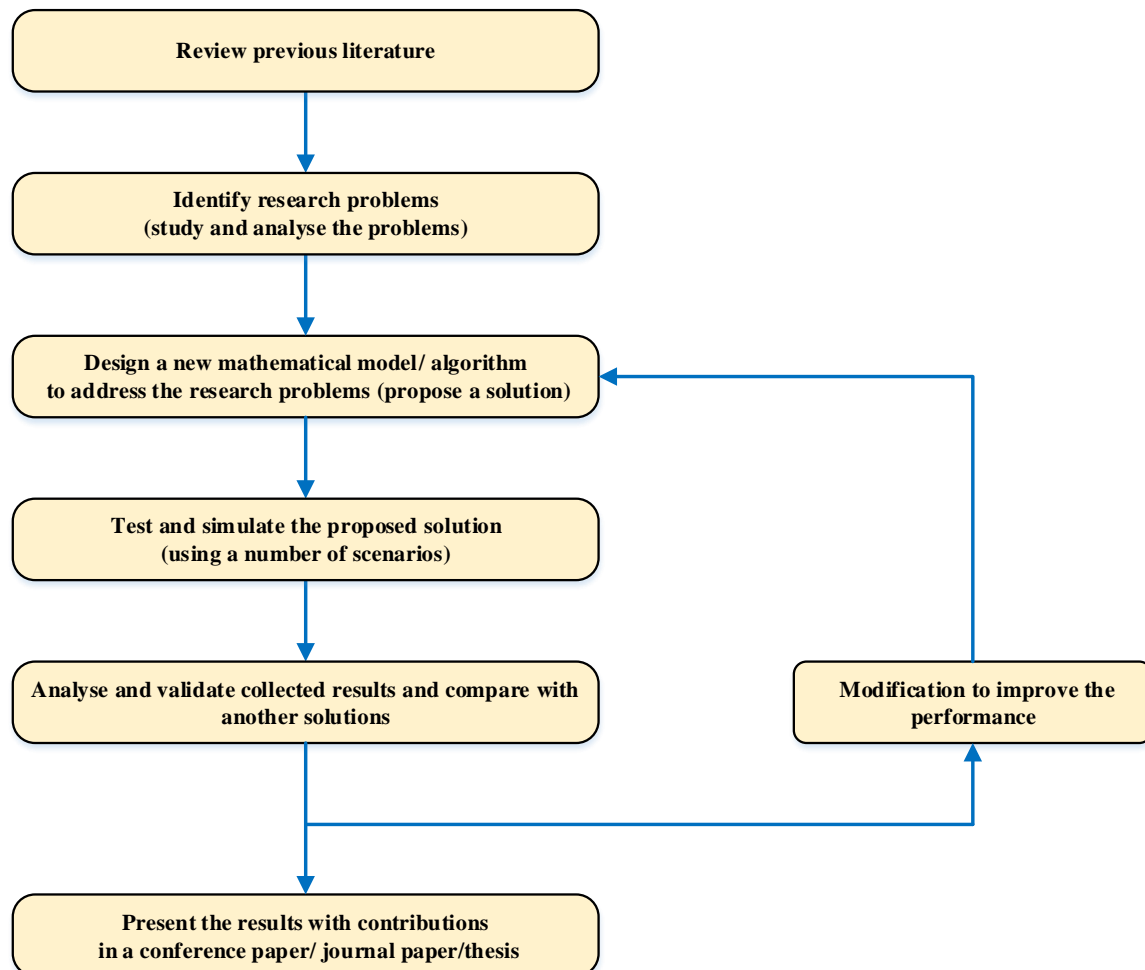 Review previous literature
Identify research problems
(study and analyse the problems)
Design a new mathematical model/ algorithm
to address the research problems (propose a solution)
Test and simulate the proposed solution
(using a number of scenarios)
Analyse and validate collected results and compare with
another solutions
Modification to improve the
performance
Present the results with contributions
in a conference paper/ journal paper/thesis